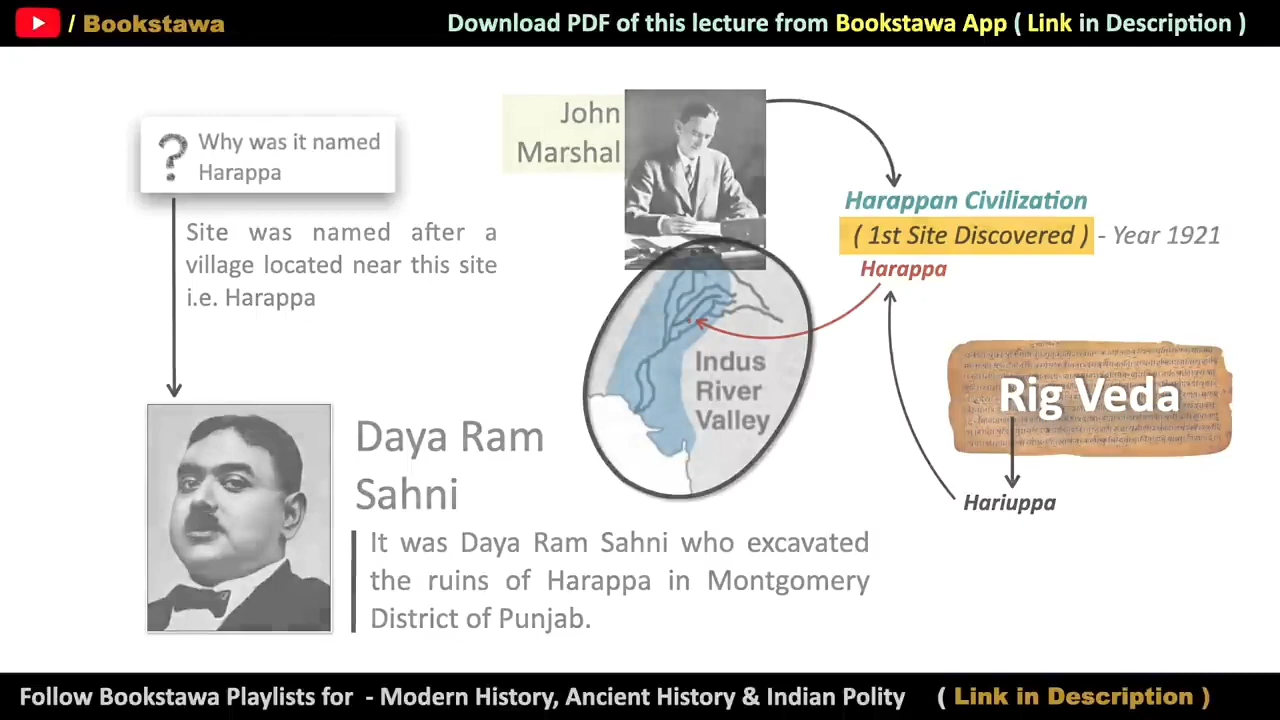 / Bookstawa
Download PDF of this lecture from Bookstawa App ( Link in Description )
? Why was it named
Harappa
Site was named after a
village located near this site
i.e. Harappa
John
Marshal
Harappan Civilization
( 1st Site Discovered ) - Year 1921
Harappa
Indus
River
Valley
Rig Veda
Hariuppa
Daya Ram
Sahni
It was Daya Ram Sahni who excavated
the ruins of Harappa in Montgomery
District of Punjab.
Follow Bookstawa Playlists for - Modern History, Ancient History & Indian Polity ( Link in Description )